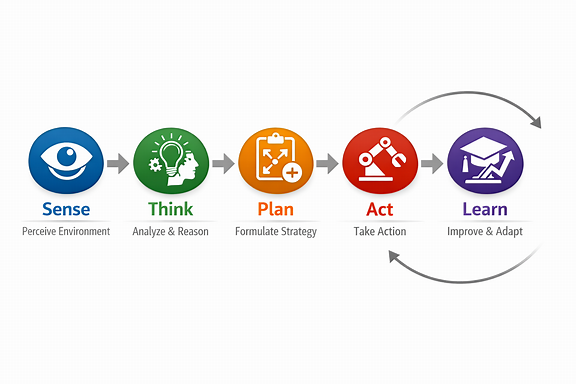 Sense
Perceive Environment
Think
Analyze & Reason
Plan
Formulate Strategy
Act
Take Action
Learn
Improve & Adapt